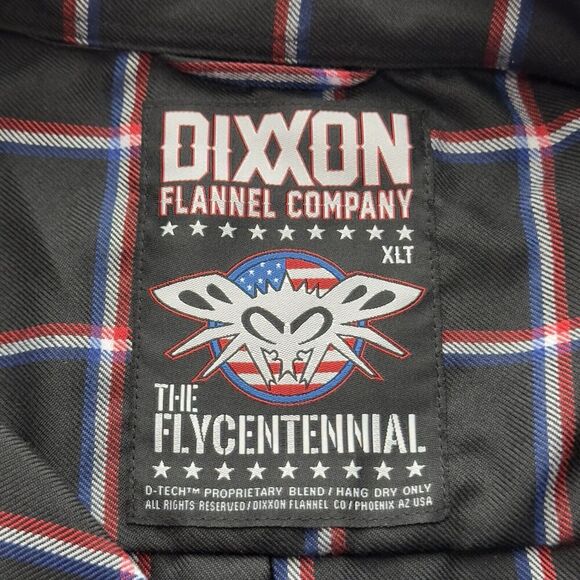 DIXXON
FLANNEL COMPANY
XLT
THE
FLYCENTENNIAL
D-TECH™ PROPRIETARY BLEND / HANG DRY ONLY
ALL RIGHTS RESERVED / DIXXON FLANNEL CO / PHOENIX AZ USA